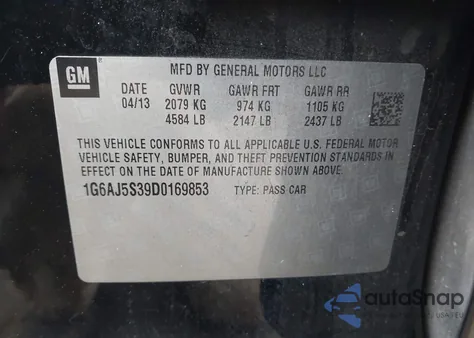 GM
MFD BY GENERAL MOTORS LLC
DATE GVWR GAWR FRT GAWR RR
04/13 2079 KG 974 KG 1105 KG
4584 LB 2147 LB 2437 LB
THIS VEHICLE CONFORMS TO ALL APPLICABLE U.S. FEDERAL MOTOR
VEHICLE SAFETY, BUMPER, AND THEFT PREVENTION STANDARDS IN
EFFECT ON THE DATE OF MANUFACTURE SHOWN ABOVE.
1G6AJ5S39D0169853 TYPE: PASS CAR
autoSnap